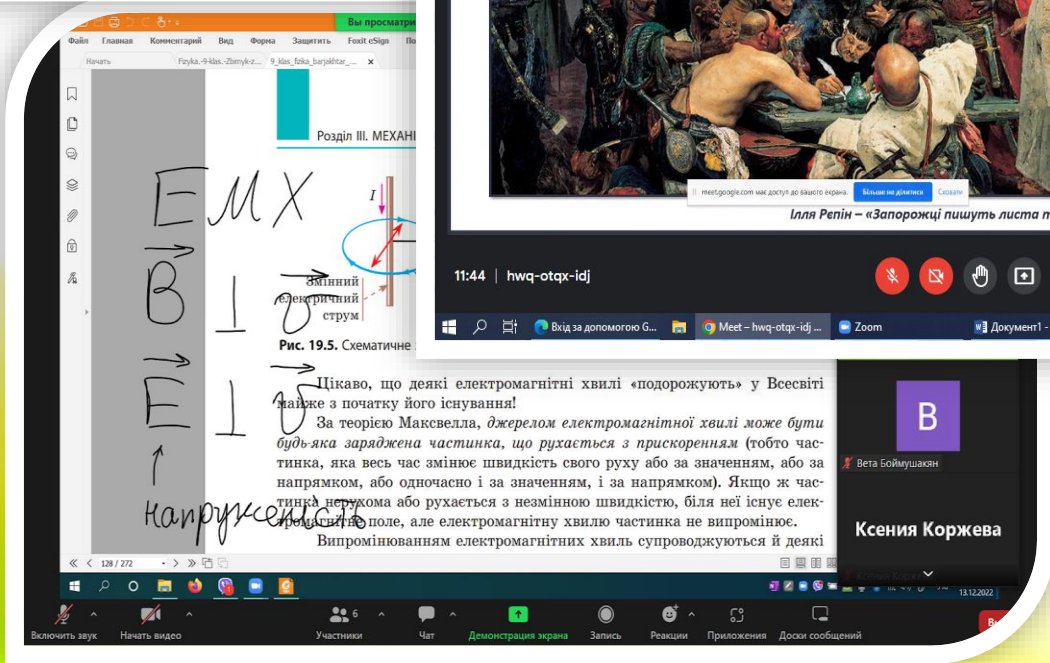 Вы просматри
Файл Главная Комментарий Вид Форма Защитить Foxit eSign
Начать Fizyka.-9-klas.-Zbirnyk-z... 9_klas_fizika_barjakhtar_... x
Розділ III. МЕХАНІ
I
Змінний
електричний
струм
Рис. 19.5. Схематичне
ЕМХ
B ⊥ υ
E ⊥ υ
напруженість
Цікаво, що деякі електромагнітні хвилі «подорожують» у Всесвіті
майже з початку його існування!
За теорією Максвелла, джерелом електромагнітної хвилі може бути
будь-яка заряджена частинка, що рухається з прискоренням (тобто час-
тинка, яка весь час змінює швидкість свого руху або за значенням, або за
напрямком, або одночасно і за значенням, і за напрямком). Якщо ж час-
тинка нерухома або рухається з незмінною швидкістю, біля неї існує елек-
тромагнітне поле, але електромагнітну хвилю частинка не випромінює.
Випромінюванням електромагнітних хвиль супроводжуються й деякі
128 / 272
13.12.2022
Включить звук Начать видео Участники 6 Чат Демонстрация экрана Запись Реакции Приложения Доски сообщений
meet.google.com має доступ до вашого екрана. Більше не ділитися Сховати
Ілля Рєпін – «Запорожці пишуть листа т
11:44 | hwq-otqx-idj
Вхід за допомогою G... Meet – hwq-otqx-idj ... Zoom Документ1 -
В
Вета Боймушакян
Ксения Коржева